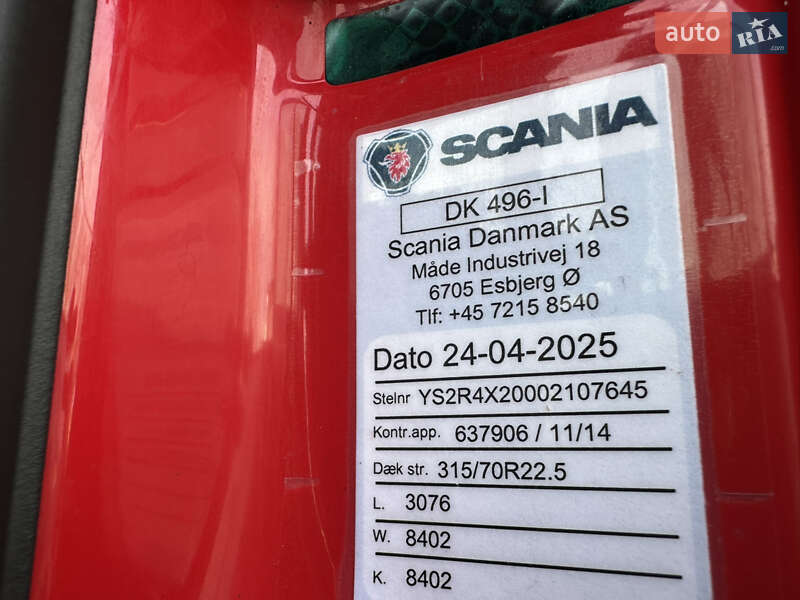 auto RIA.com
SCANIA
DK 496-I
Scania Danmark AS
Måde Industrivej 18
6705 Esbjerg Ø
Tlf: +45 7215 8540
Dato 24-04-2025
Stelnr YS2R4X20002107645
Kontr.app. 637906 / 11/14
Dæk str. 315/70R22.5
L. 3076
W. 8402
K. 8402